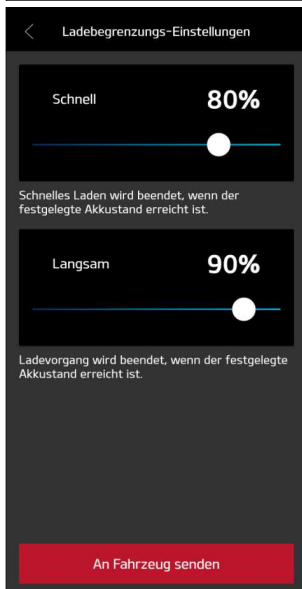 Ladebegrenzungs-Einstellungen
Schnell 80%
Schnelles Laden wird beendet, wenn der
festgelegte Akkustand erreicht ist.
Langsam 90%
Ladevorgang wird beendet, wenn der festgelegte
Akkustand erreicht ist.
An Fahrzeug senden